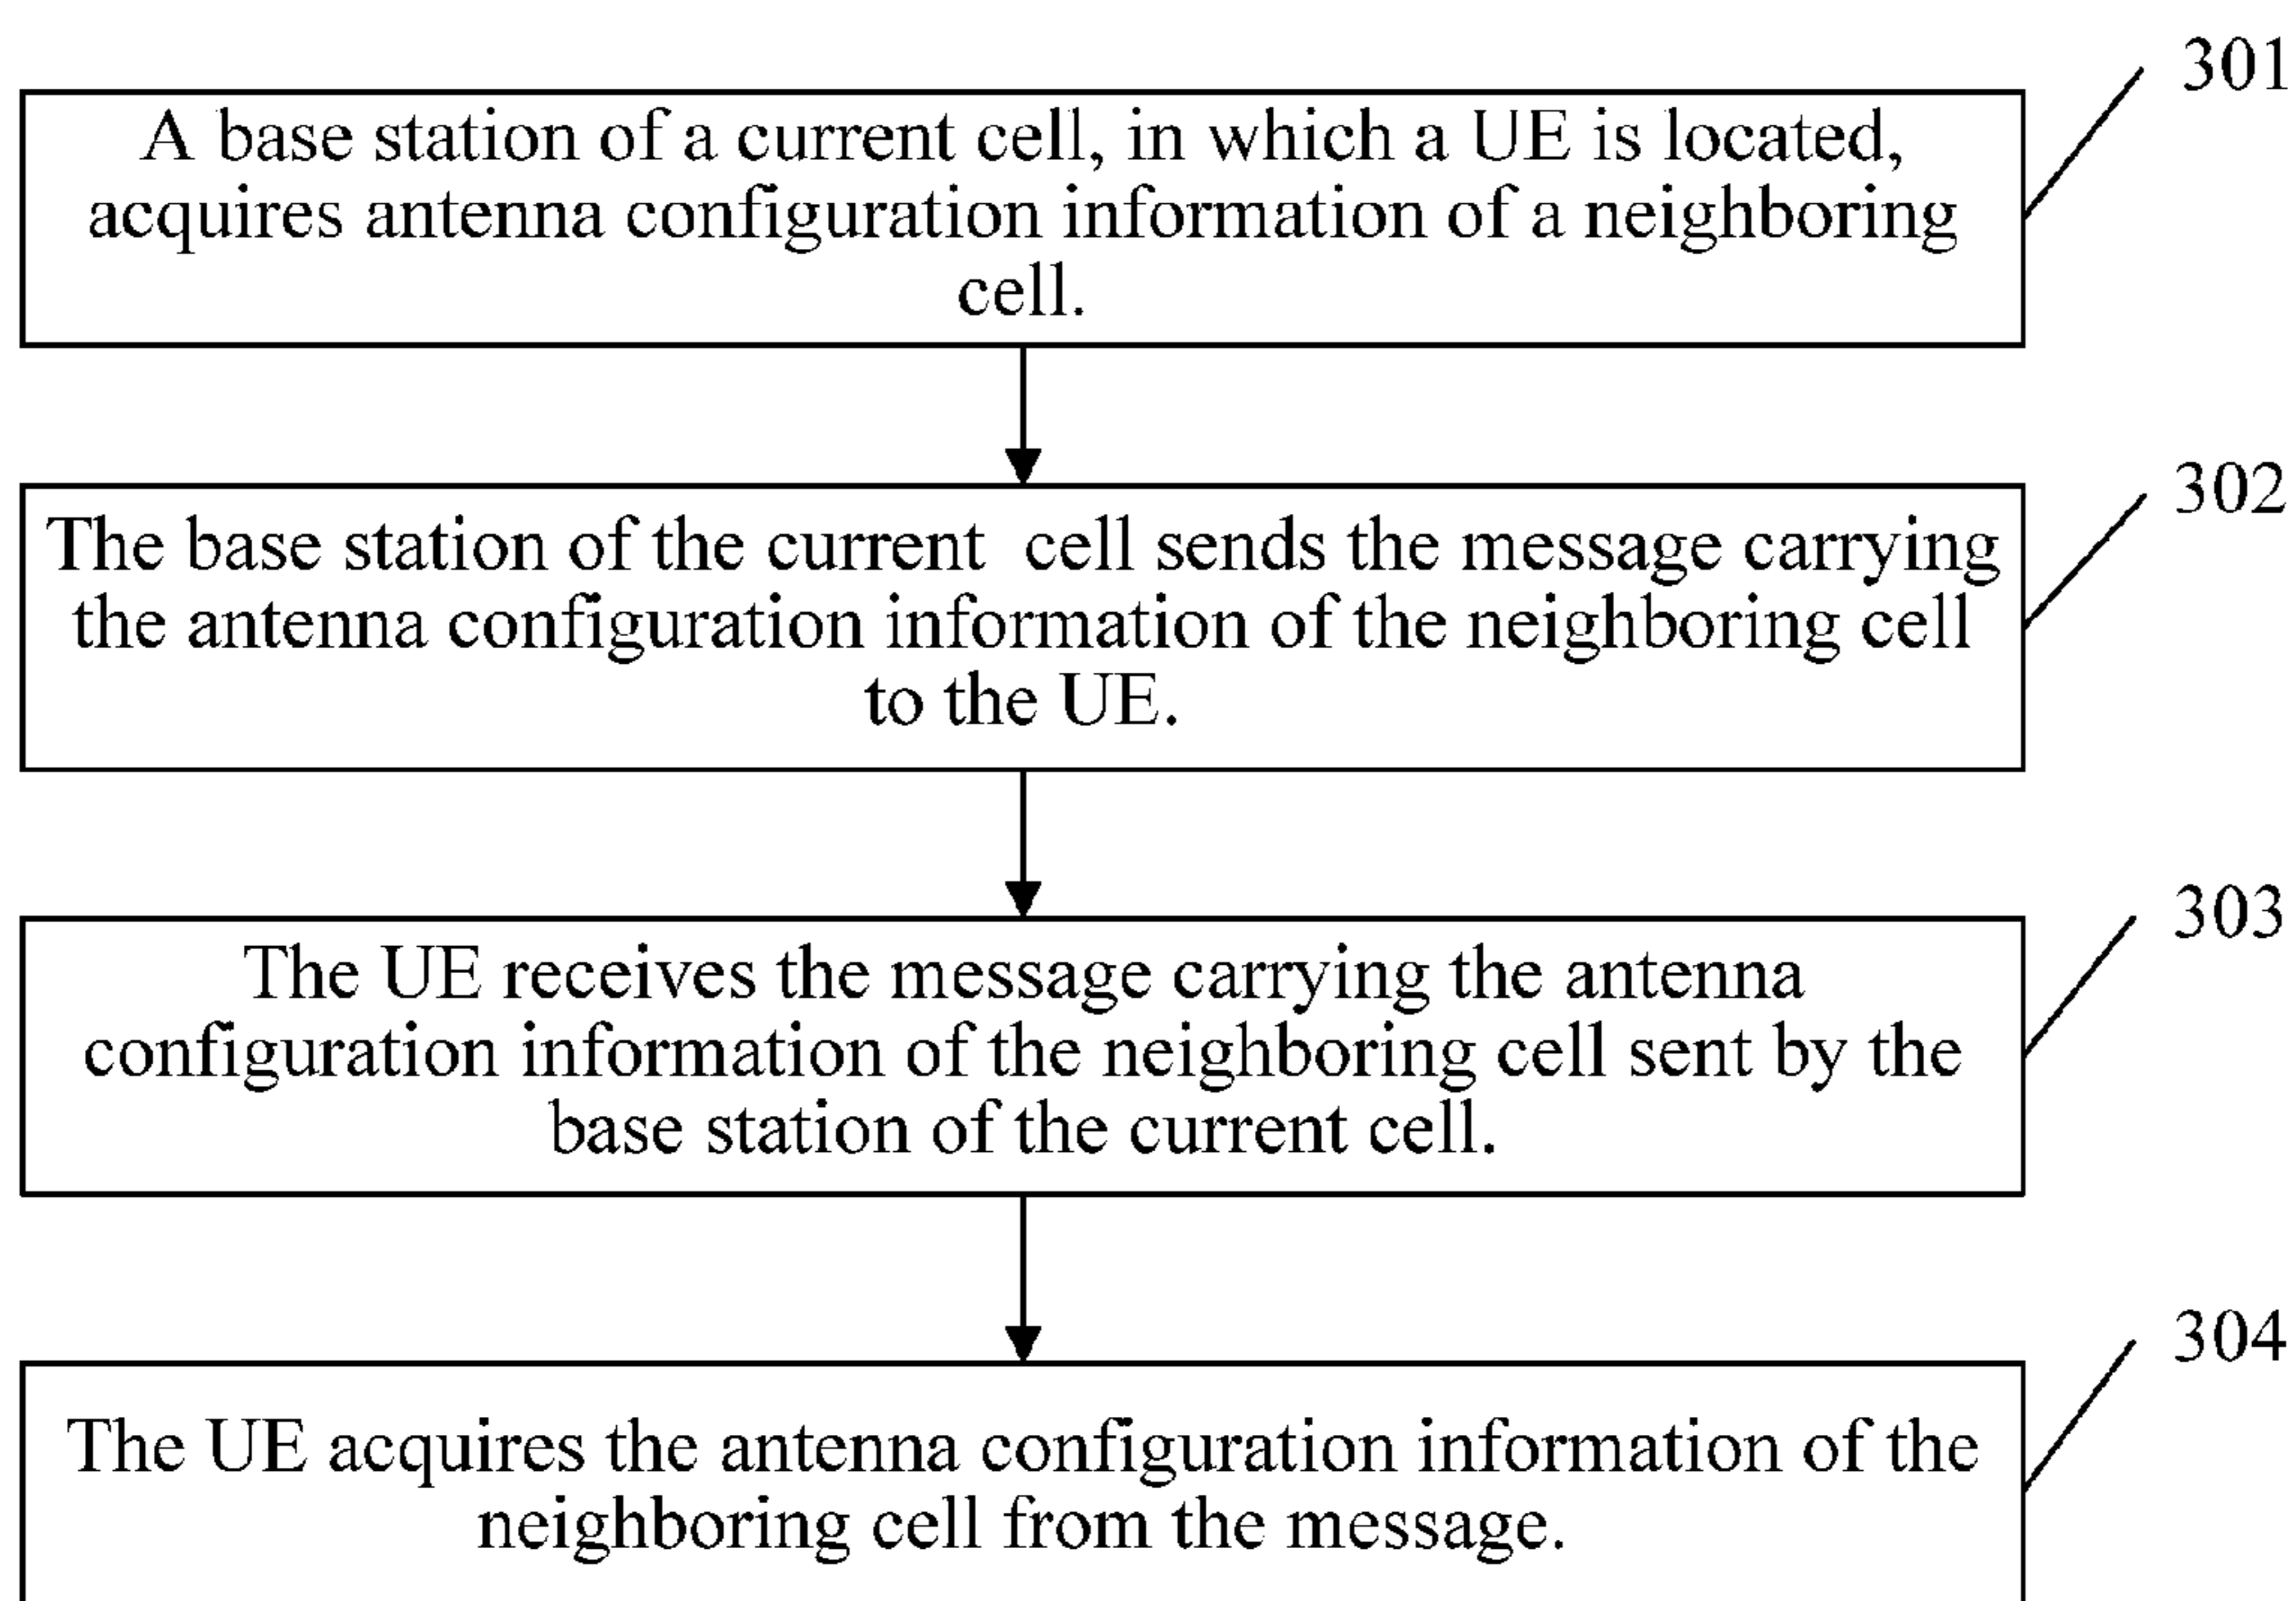 301
A base station of a current cell, in which a UE is located,
acquires antenna configuration information of a neighboring
cell.
302
The base station of the current cell sends the message carrying
the antenna configuration information of the neighboring cell
to the UE.
303
The UE receives the message carrying the antenna
configuration information of the neighboring cell sent by the
base station of the current cell.
304
The UE acquires the antenna configuration information of the
neighboring cell from the message.